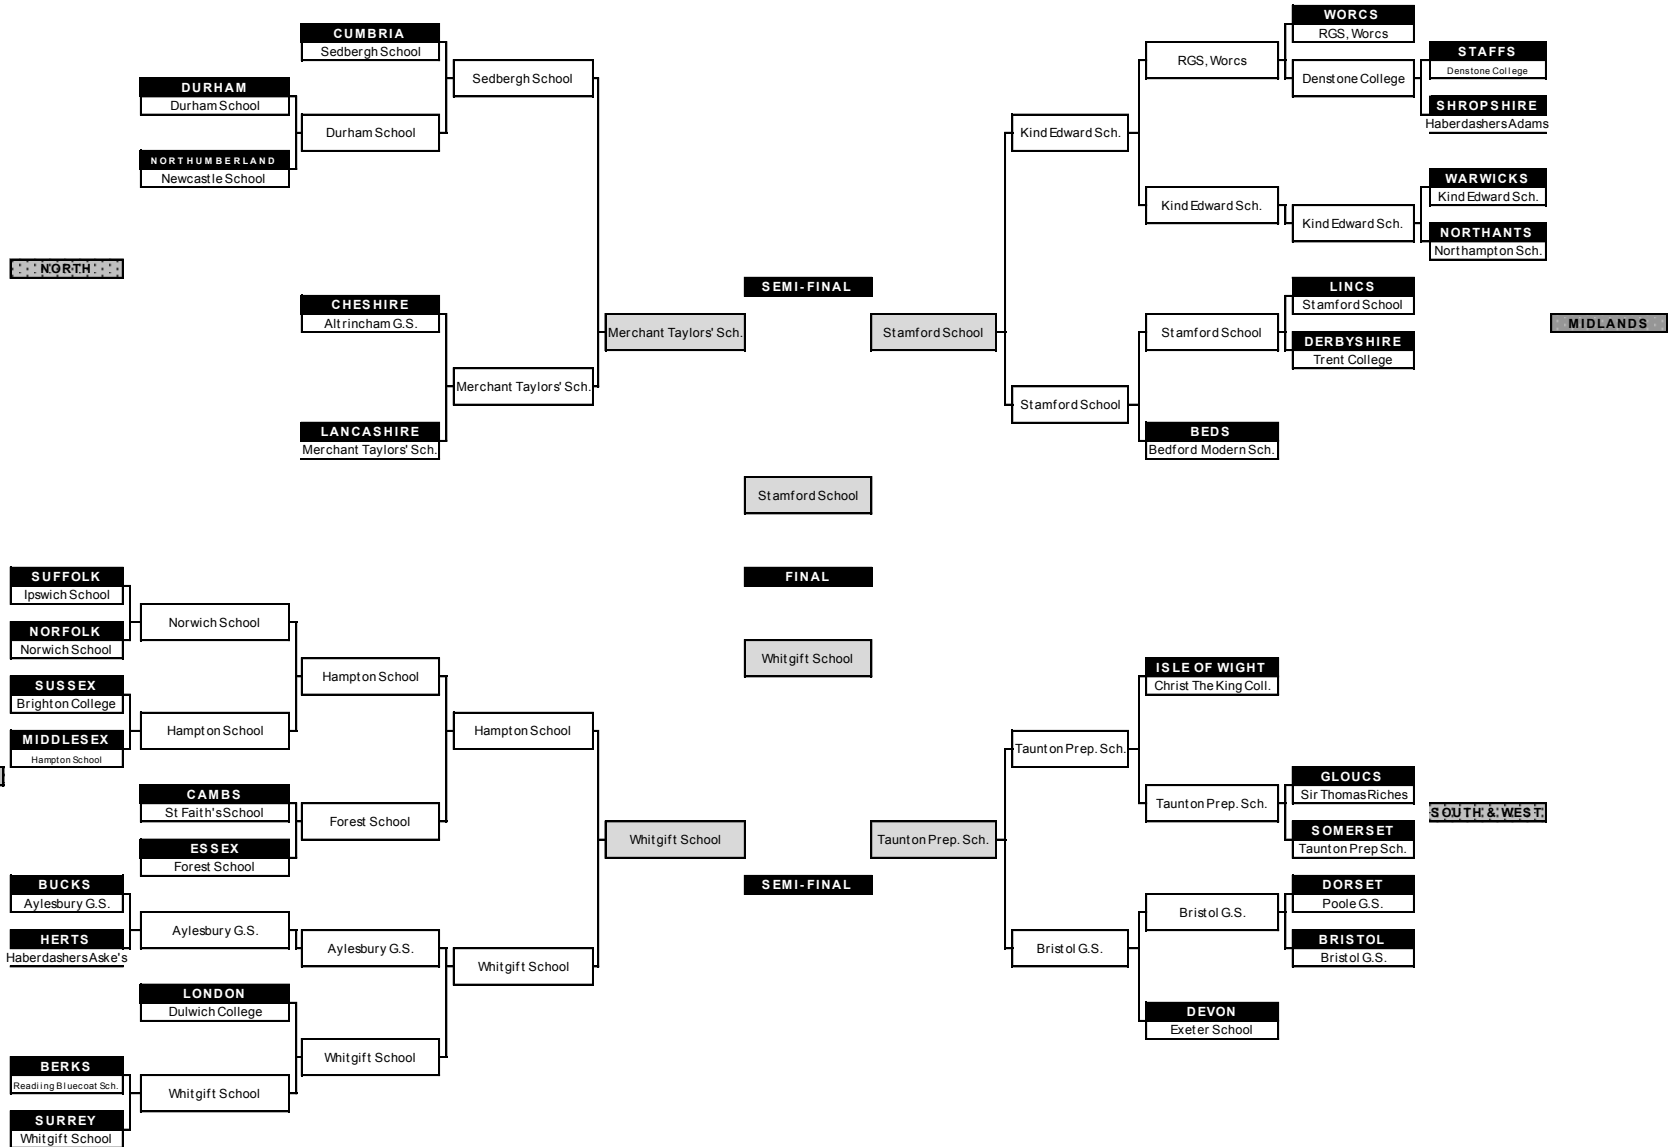 WORCS
RGS, Worcs
CUMBRIA
Sedbergh School
STAFFS
Denstone College
RGS, Worcs
Sedbergh School
Denstone College
DURHAM
Durham School
SHROPSHIRE
Haberdashers Adams
Durham School
Kind Edward Sch.
NORTHUMBERLAND
Newcastle School
WARWICKS
Kind Edward Sch.
Kind Edward Sch.
Kind Edward Sch.
NORTHANTS
Northampton Sch.
NORTH
SEMI-FINAL
LINCS
Stamford School
CHESHIRE
Altrincham G.S.
Merchant Taylors' Sch.
Stamford School
Stamford School
MIDLANDS
DERBYSHIRE
Trent College
Merchant Taylors' Sch.
Stamford School
LANCASHIRE
Merchant Taylors' Sch.
BEDS
Bedford Modern Sch.
Stamford School
SUFFOLK
Ipswich School
FINAL
Norwich School
NORFOLK
Norwich School
Whitgift School
ISLE OF WIGHT
Christ The King Coll.
Hampton School
SUSSEX
Brighton College
Hampton School
Hampton School
MIDDLESEX
Hampton School
Taunton Prep. Sch.
GLOUCS
Sir Thomas Riches
CAMBS
St Faith's School
Taunton Prep. Sch.
SOUTH & WEST
Forest School
SOMERSET
Taunton Prep Sch.
Whitgift School
Taunton Prep. Sch.
ESSEX
Forest School
BUCKS
Aylesbury G.S.
SEMI-FINAL
DORSET
Poole G.S.
Bristol G.S.
Aylesbury G.S.
HERTS
Haberdashers Aske's
Aylesbury G.S.
Bristol G.S.
BRISTOL
Bristol G.S.
Whitgift School
LONDON
Dulwich College
DEVON
Exeter School
Whitgift School
BERKS
Readiing Bluecoat Sch.
Whitgift School
SURREY
Whitgift School